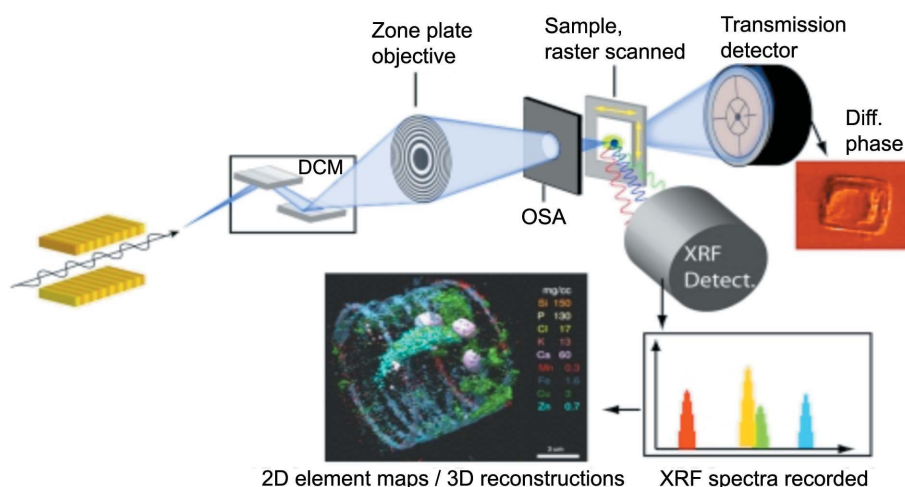 Zone plate
objective
Sample,
raster scanned
Transmission
detector
Diff.
phase
DCM
OSA
XRF
Detect.
mg/cc
Si 150
P 130
Cl 17
K 13
Ca 60
Mn 0.3
Fe 1.6
Cu 3
Zn 0.7
3 um
2D element maps / 3D reconstructions
XRF spectra recorded